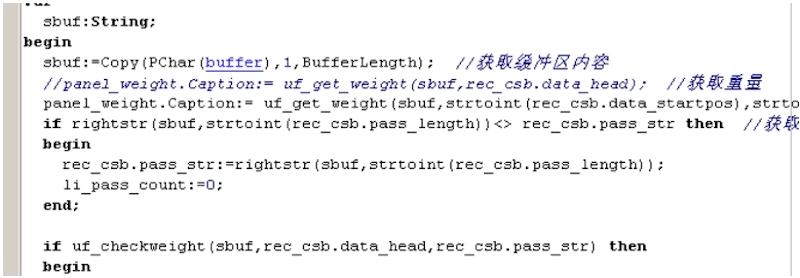 sbuf:String;
begin
sbuf:=Copy(PChar(buffer),1,BufferLength); //获取缓冲区内容
//panel_weight.Caption:= uf_get_weight(sbuf,rec_csb.data_head); //获取重量
panel_weight.Caption:= uf_get_weight(sbuf,strtoint(rec_csb.data_startpos),strto
if rightstr(sbuf,strtoint(rec_csb.pass_length))<> rec_csb.pass_str then //获取
begin
rec_csb.pass_str:=rightstr(sbuf,strtoint(rec_csb.pass_length));
li_pass_count:=0;
end;
if uf_checkweight(sbuf,rec_csb.data_head,rec_csb.pass_str) then
begin